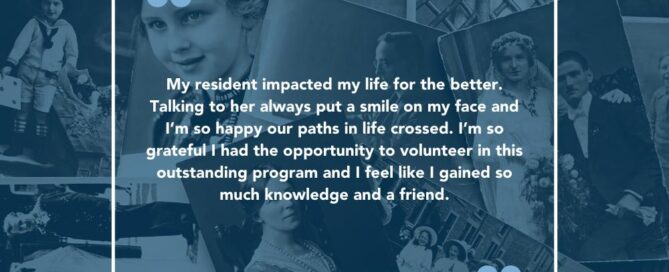 My resident impacted my life for the better.
Talking to her always put a smile on my face and
I'm so happy our paths in life crossed. I'm so
grateful I had the opportunity to volunteer in this
outstanding program and I feel like I gained so
much knowledge and a friend.